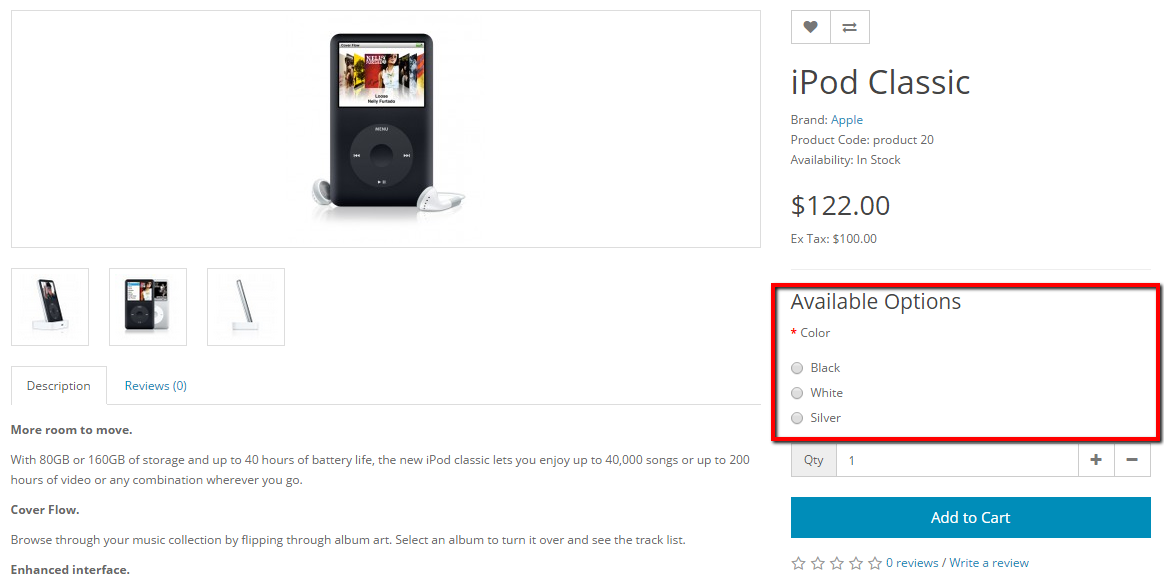 Cover Flow
NELLY
FURTADO
Loose
Nelly Furtado
MENU
iPod Classic
Brand: Apple
Product Code: product 20
Availability: In Stock
$122.00
Ex Tax: $100.00
Available Options
* Color
Black
White
Silver
Qty 1 + −
Add to Cart
0 reviews / Write a review
Description Reviews (0)
More room to move.
With 80GB or 160GB of storage and up to 40 hours of battery life, the new iPod classic lets you enjoy up to 40,000 songs or up to 200
hours of video or any combination wherever you go.
Cover Flow.
Browse through your music collection by flipping through album art. Select an album to turn it over and see the track list.
Enhanced interface.